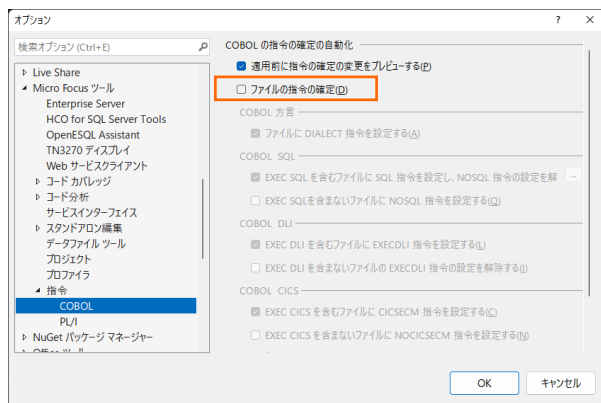 オプション
? ×
検索オプション (Ctrl+E)
Live Share
Micro Focus ツール
Enterprise Server
HCO for SQL Server Tools
OpenESQL Assistant
TN3270 ディスプレイ
Web サービスクライアント
コード カバレッジ
コード分析
サービスインターフェイス
スタンドアロン編集
データファイル ツール
プロジェクト
プロファイラ
指令
COBOL
PL/I
NuGet パッケージ マネージャー
COBOL の指令の確定の自動化
適用前に指令の確定の変更をプレビューする(P)
ファイルの指令の確定(D)
COBOL 方言
ファイルに DIALECT 指令を設定する(A)
COBOL SQL
EXEC SQL を含むファイルに SQL 指令を設定し、NOSQL 指令の設定を解 ...
EXEC SQLを含まないファイルに NOSQL 指令を設定する(Q)
COBOL DLI
EXEC DLI を含むファイルに EXECDLI 指令を設定する(L)
EXEC DLI を含まないファイルの EXECDLI 指令の設定を解除する(I)
COBOL CICS
EXEC CICS を含むファイルに CICSECM 指令を設定する(C)
EXEC CICS を含まないファイルに NOCICSECM 指令を設定する(N)
OK
キャンセル